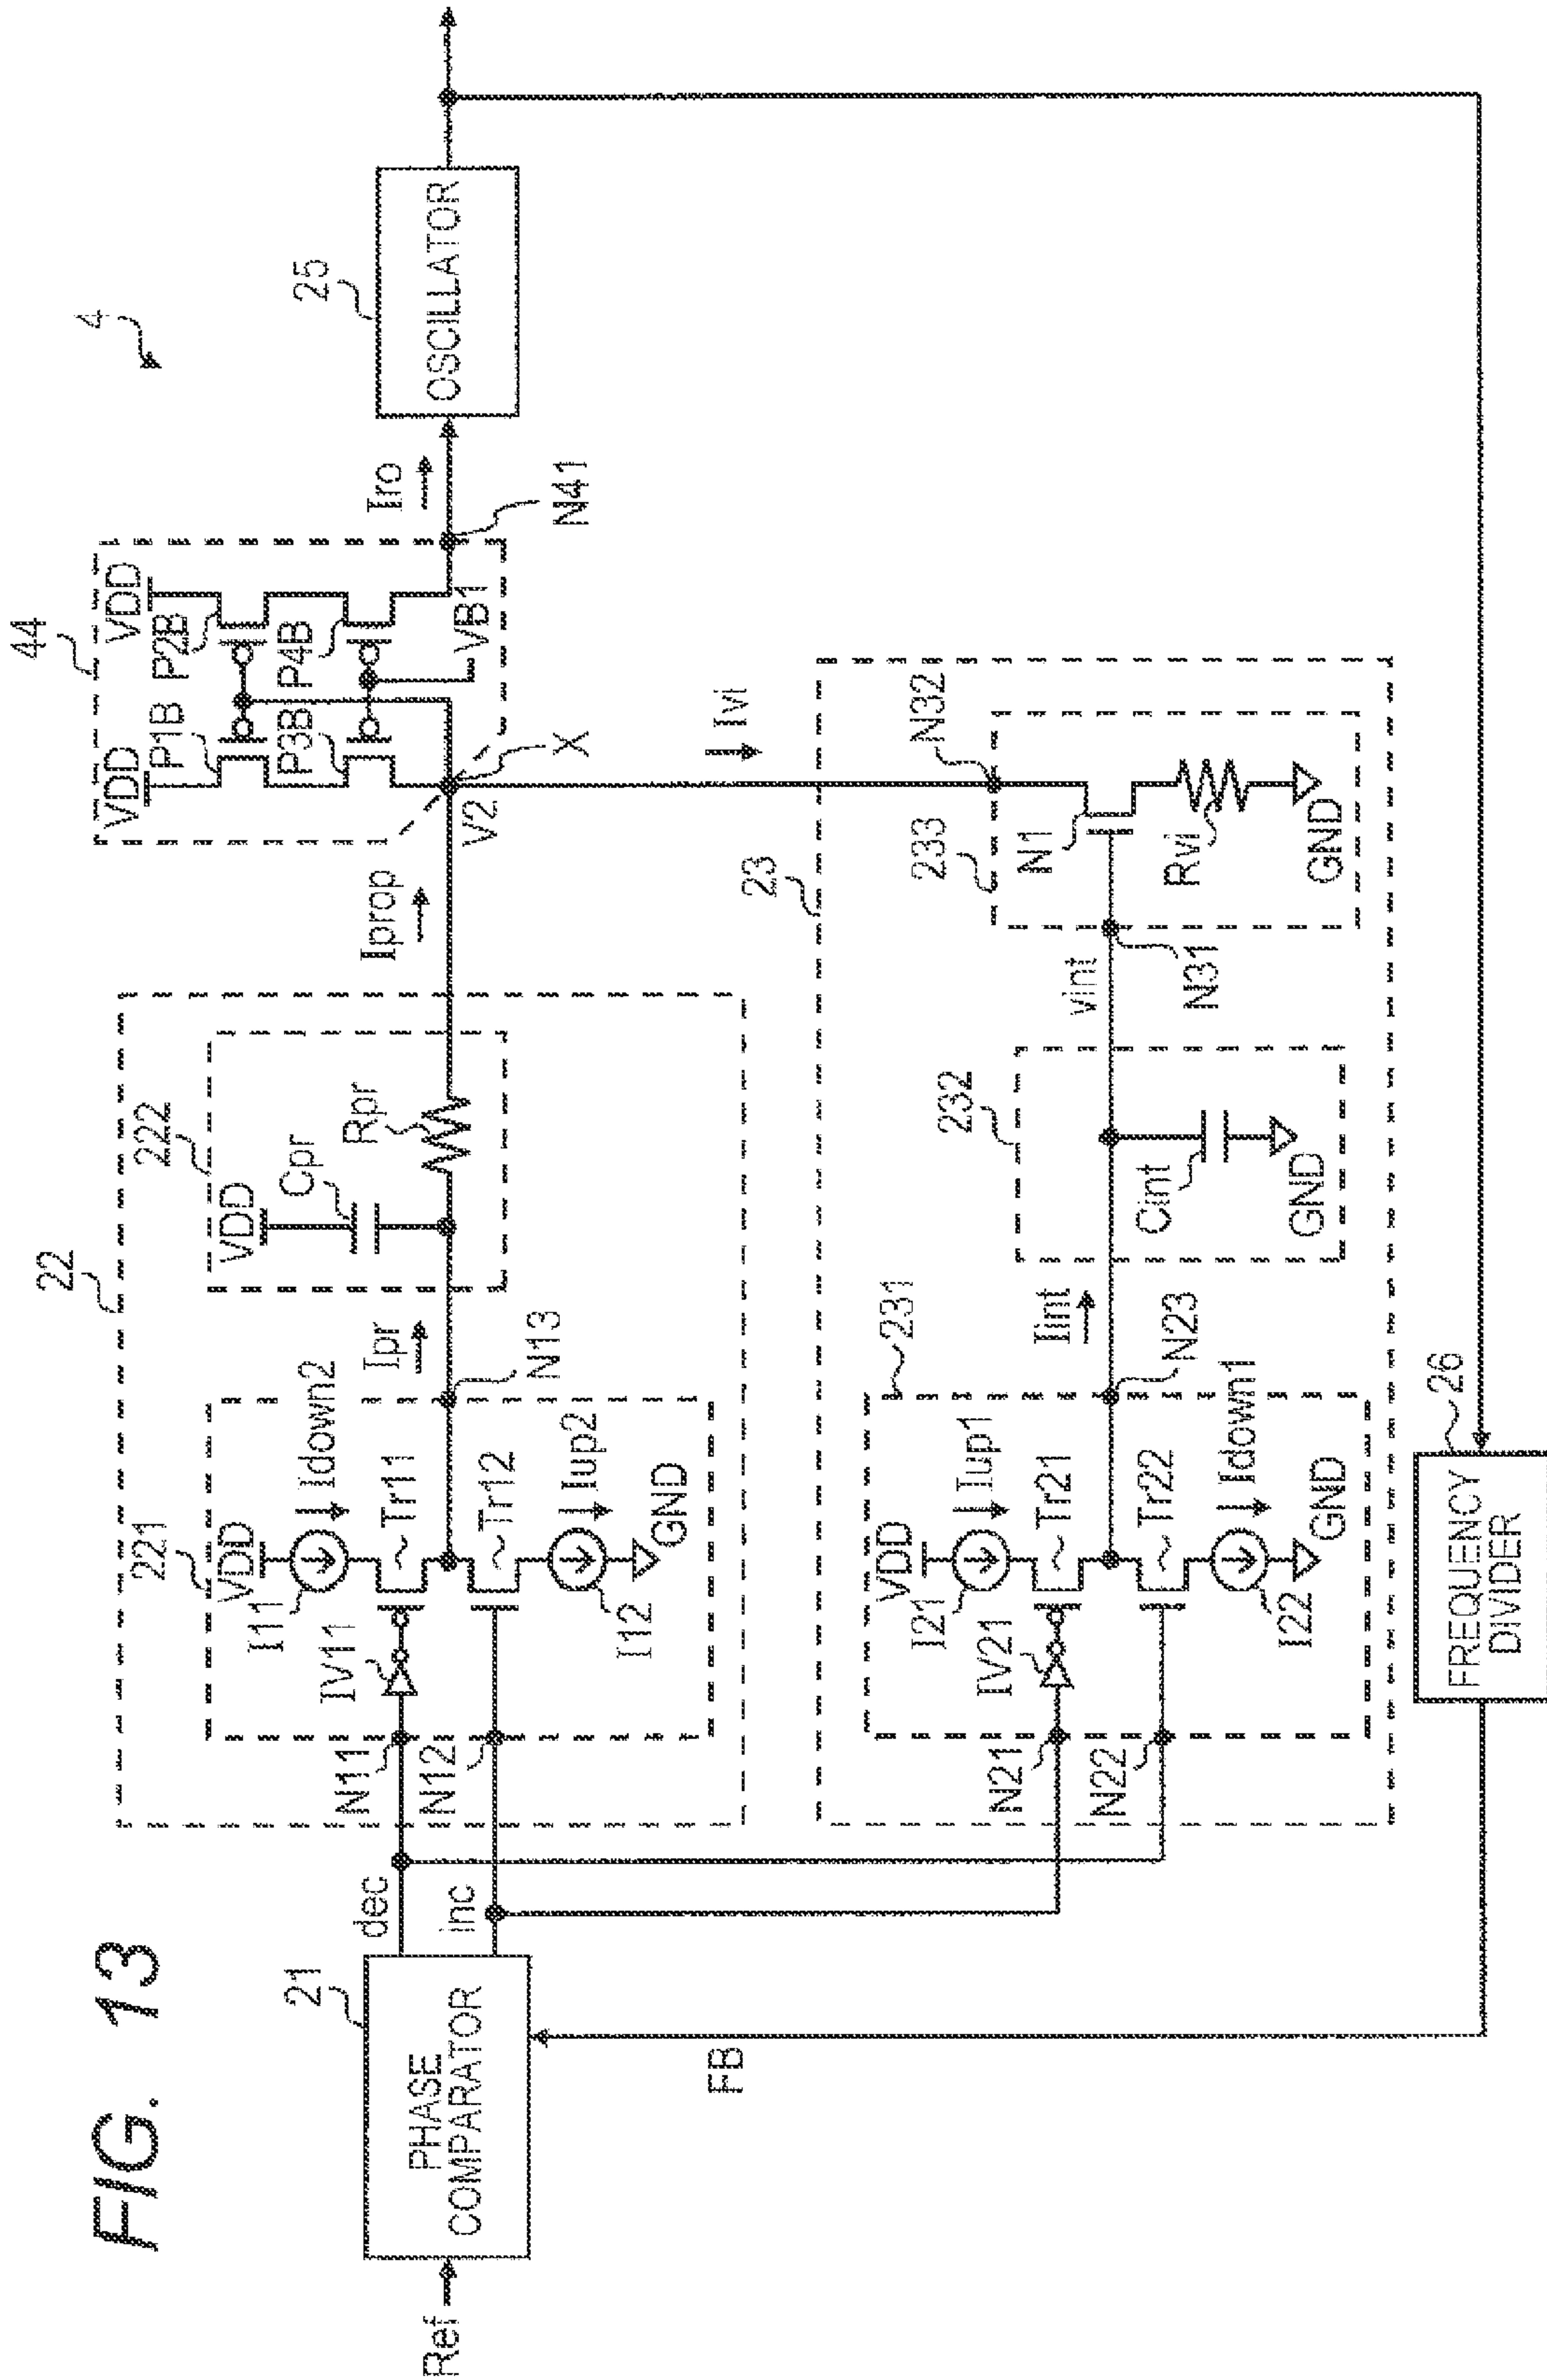 FIG. 13
4
Ref
21
PHASE
COMPARATOR
dec
inc
FB
22
221
VDD
I11
Idown2
IV11
Tr11
N11
Tr12
N12
Iup2
I12
GND
N13
Ipr
222
VDD
Cpr
Rpr
Iprop
V2
X
44
VDD
VDD
P1B
P2B
P3B
P4B
VB1
N41
Iro
25
OSCILLATOR
23
231
VDD
I21
Iup1
IV21
Tr21
N21
Tr22
N22
Idown1
I22
GND
N23
Iint
232
Cint
GND
vint
N31
233
N32
Ivi
N1
Rvi
GND
26
FREQUENCY
DIVIDER